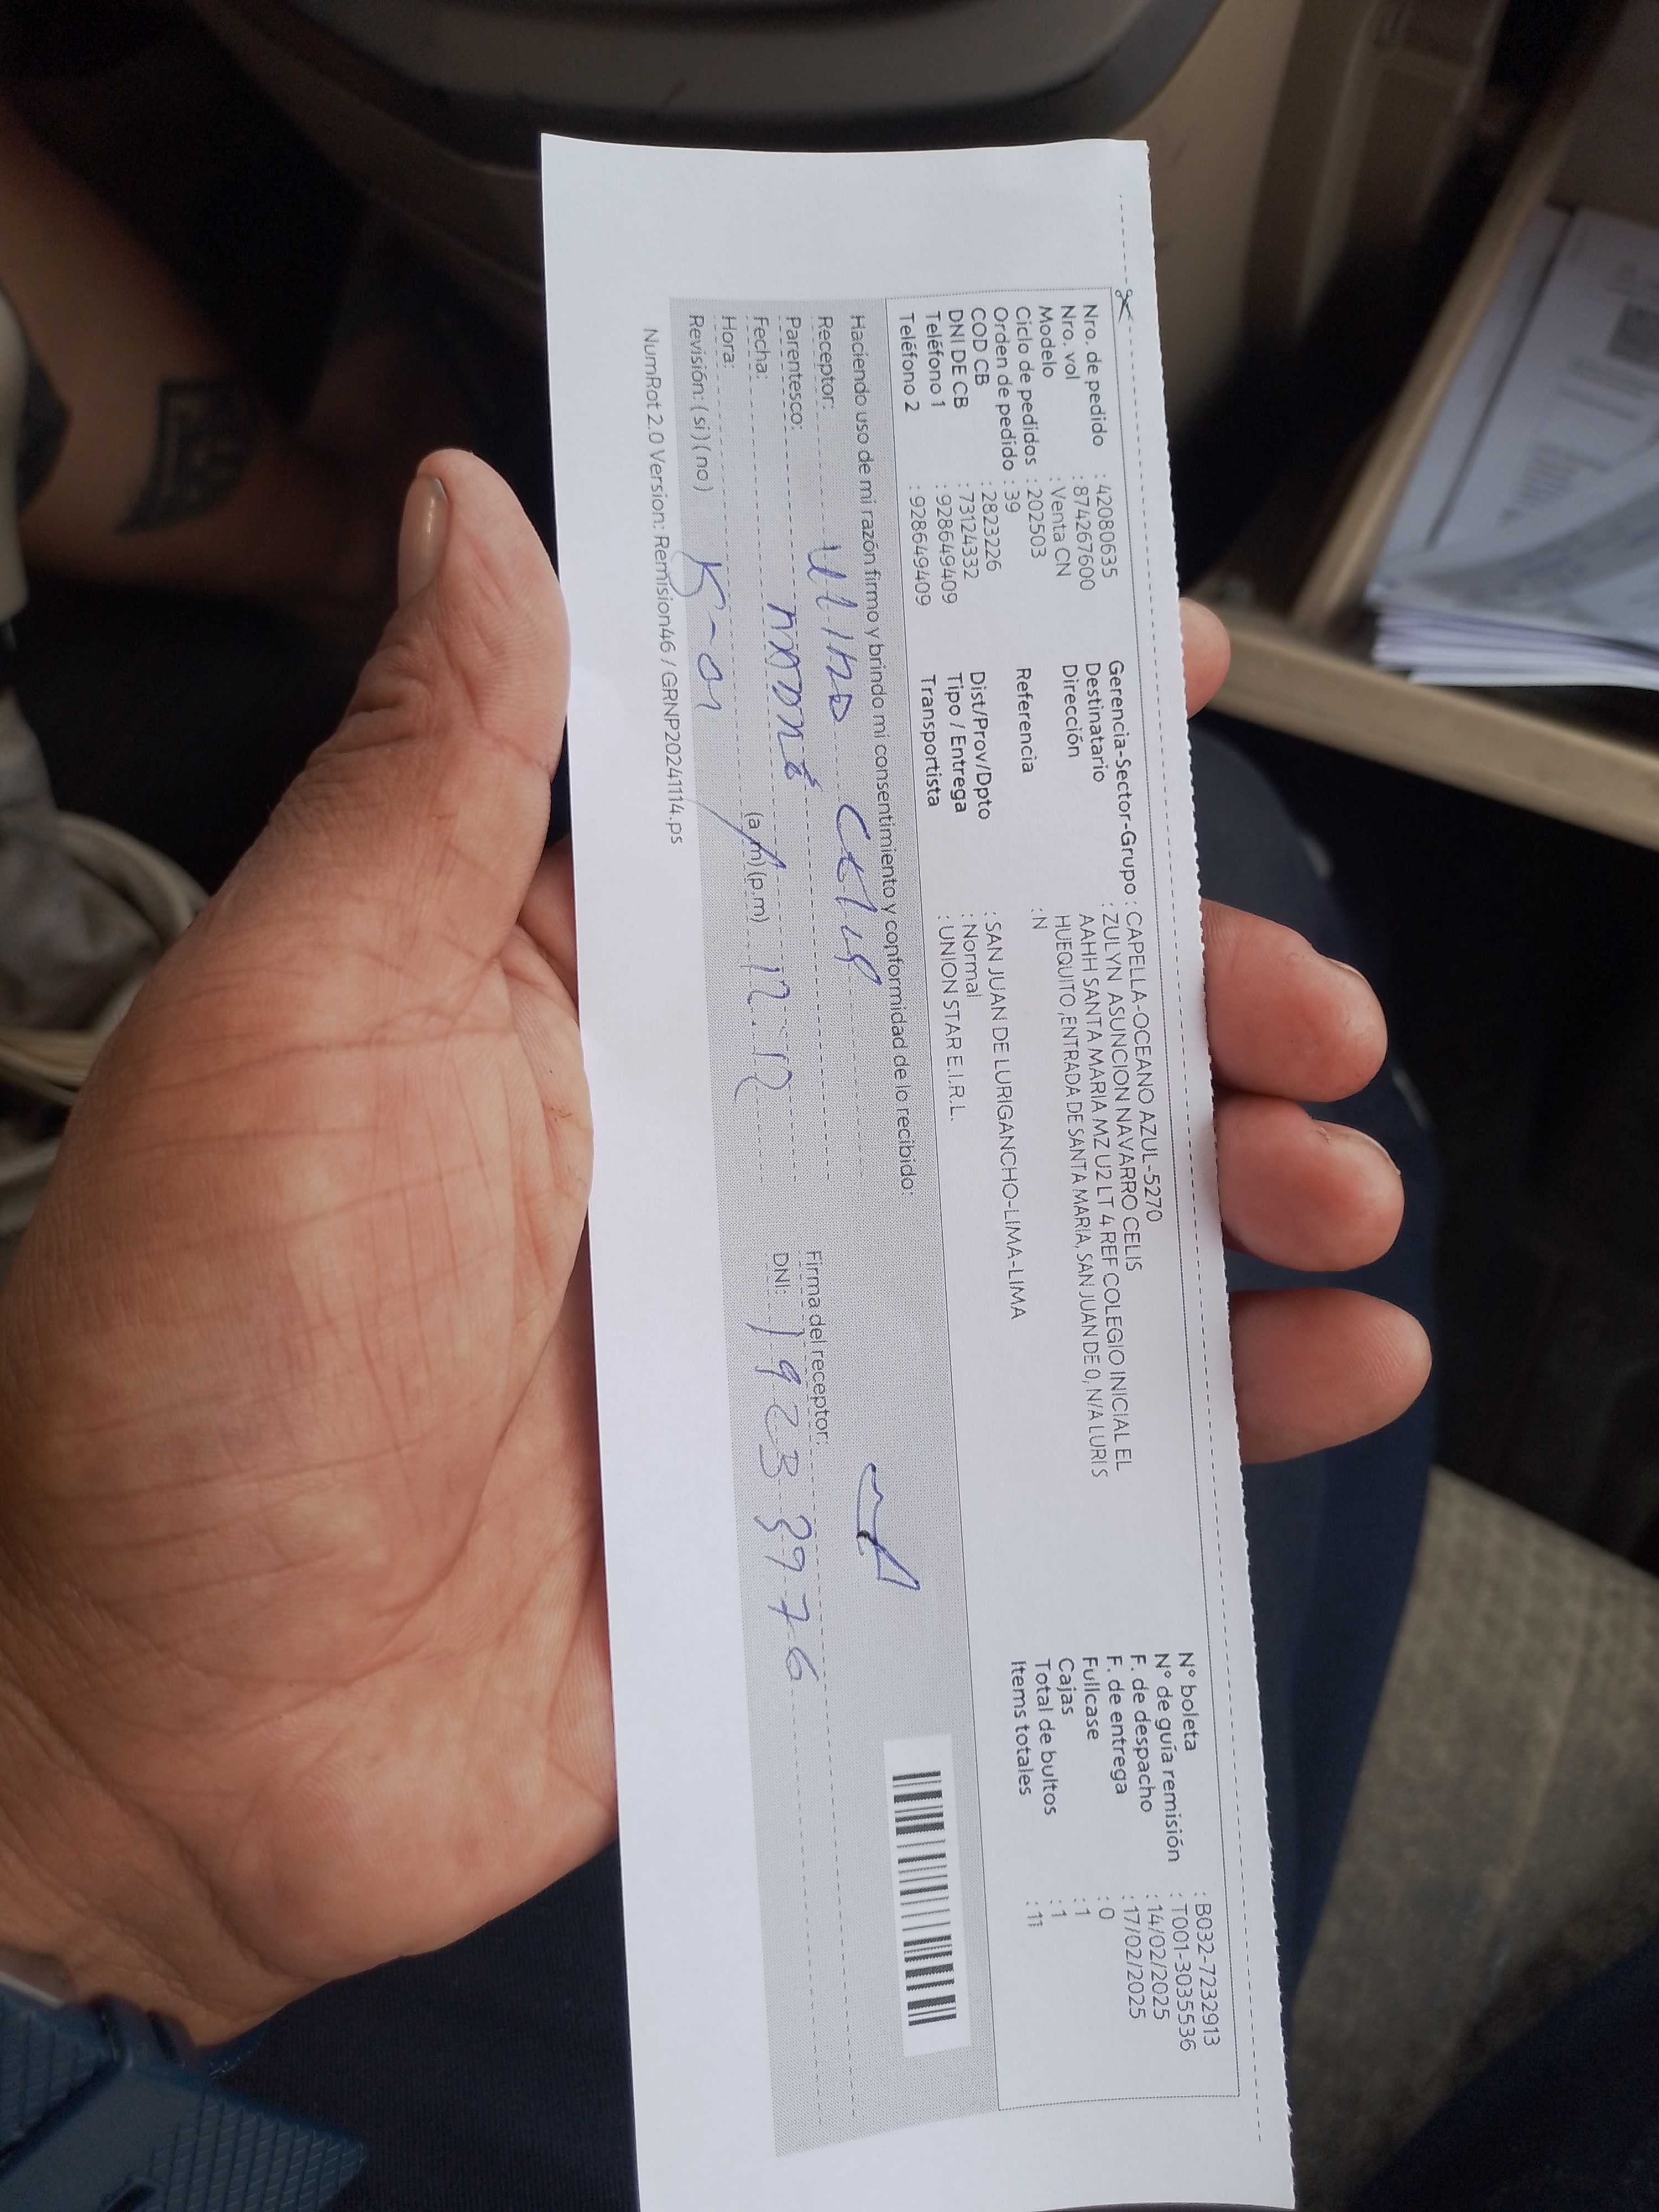 Nro. de pedido : 42080635
Nro. vol : 874267600
Modelo : Venta CN
Ciclo de pedidos : 202503
Orden de pedido : 39
COD CB : 2823226
DNI DE CB : 73124332
Teléfono 1 : 928649409
Teléfono 2 : 928649409
Gerencia-Sector-Grupo : CAPELLA-OCEANO AZUL-5270
Destinatario : ZULYN ASUNCION NAVARRO CELIS
Dirección AAHH SANTA MARIA MZ U2 LT 4 REF COLEGIO INICIAL EL
HUEQUITO ,ENTRADA DE SANTA MARIA, SAN JUAN DE 0, N/A LURIS
Referencia : N
Dist/Prov/Dpto : SAN JUAN DE LURIGANCHO-LIMA-LIMA
Tipo / Entrega : Normal
Transportista : UNION STAR E.I.R.L.
N° boleta : B032-7232913
N° de guía remisión : T001-3035536
F. de despacho : 14/02/2025
F. de entrega : 17/02/2025
Fullcase : 0
Cajas : 1
Total de bultos : 1
Items totales : 11
Haciendo uso de mi razón firmo y brindo mi consentimiento y conformidad de lo recibido:
Receptor:
Parentesco: mamá
Fecha:
Hora: (a.m) (p.m) 12-12
Revisión: ( si ) ( no )
Firma del receptor:
DNI: 19233976
NumRot 2.0 Version: Remision46 / GRNP20241114.ps